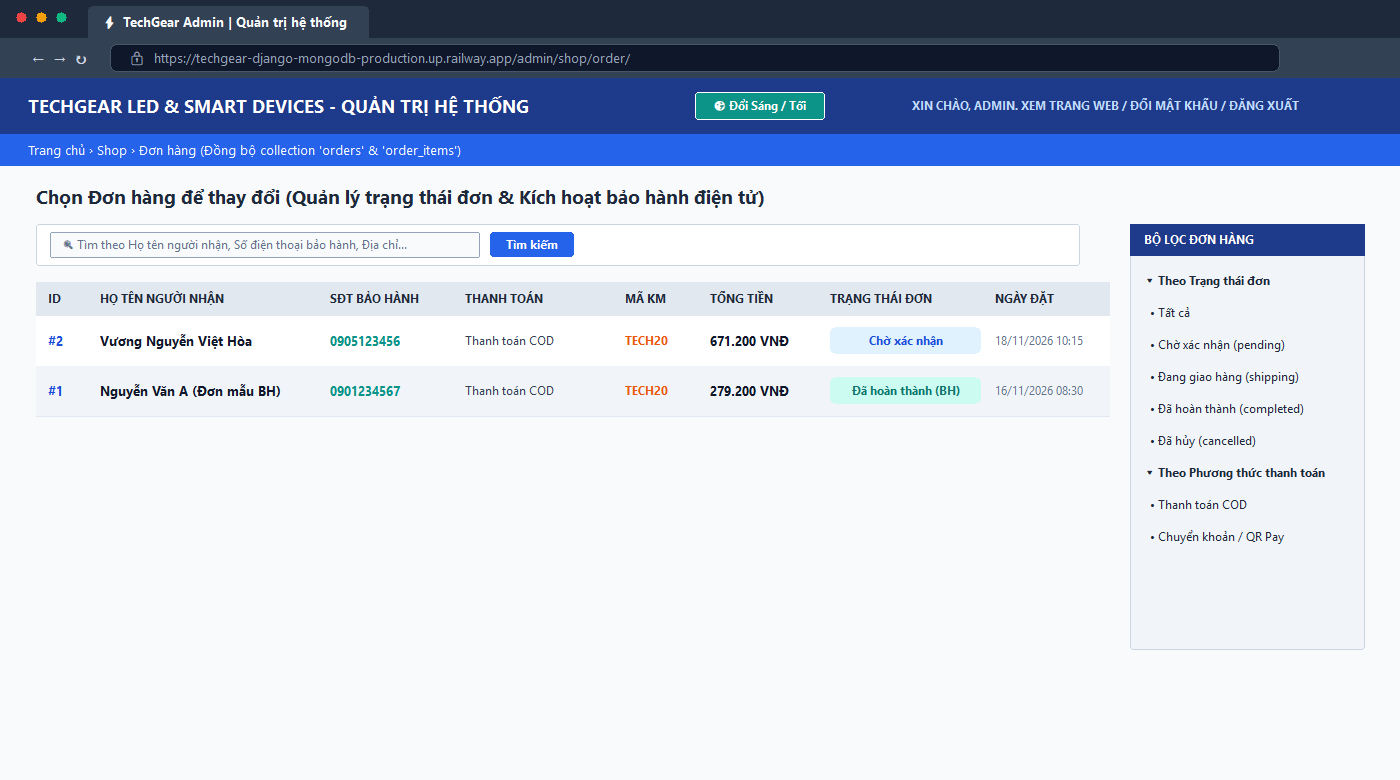 TechGear Admin | Quản trị hệ thống
https://techgear-django-mongodb-production.up.railway.app/admin/shop/order/
TECHGEAR LED & SMART DEVICES - QUẢN TRỊ HỆ THỐNG
Đổi Sáng / Tối
XIN CHÀO, ADMIN. XEM TRANG WEB / ĐỔI MẬT KHẨU / ĐĂNG XUẤT
Trang chủ › Shop › Đơn hàng (Đồng bộ collection 'orders' & 'order_items')
Chọn Đơn hàng để thay đổi (Quản lý trạng thái đơn & Kích hoạt bảo hành điện tử)
Tìm theo Họ tên người nhận, Số điện thoại bảo hành, Địa chỉ...
Tìm kiếm
ID HỌ TÊN NGƯỜI NHẬN SĐT BẢO HÀNH THANH TOÁN MÃ KM TỔNG TIỀN TRẠNG THÁI ĐƠN NGÀY ĐẶT
#2 Vương Nguyễn Việt Hòa 0905123456 Thanh toán COD TECH20 671.200 VNĐ Chờ xác nhận 18/11/2026 10:15
#1 Nguyễn Văn A (Đơn mẫu BH) 0901234567 Thanh toán COD TECH20 279.200 VNĐ Đã hoàn thành (BH) 16/11/2026 08:30
BỘ LỌC ĐƠN HÀNG
▾ Theo Trạng thái đơn
• Tất cả
• Chờ xác nhận (pending)
• Đang giao hàng (shipping)
• Đã hoàn thành (completed)
• Đã hủy (cancelled)
▾ Theo Phương thức thanh toán
• Thanh toán COD
• Chuyển khoản / QR Pay